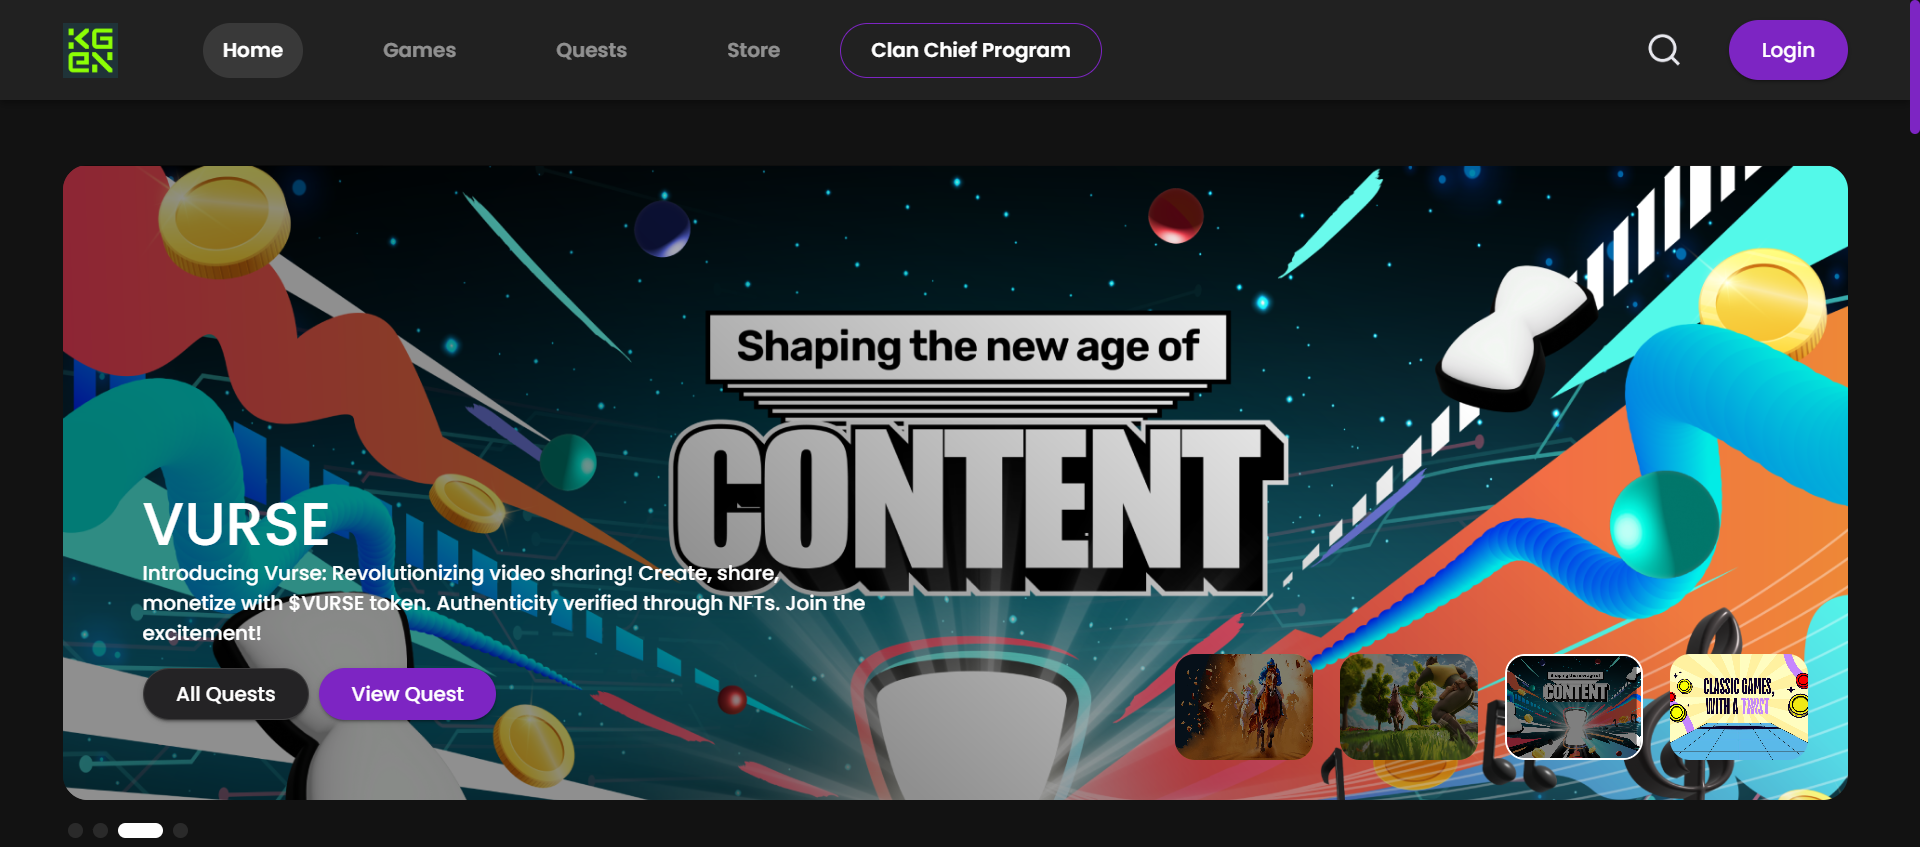 KG
EN
Home
Games
Quests
Store
Clan Chief Program
Login
Shaping the new age of
CONTENT
VURSE
Introducing Vurse: Revolutionizing video sharing! Create, share,
monetize with $VURSE token. Authenticity verified through NFTs. Join the
excitement!
All Quests
View Quest
CONTENT
CLASSIC GAMES,
WITH A TWIST